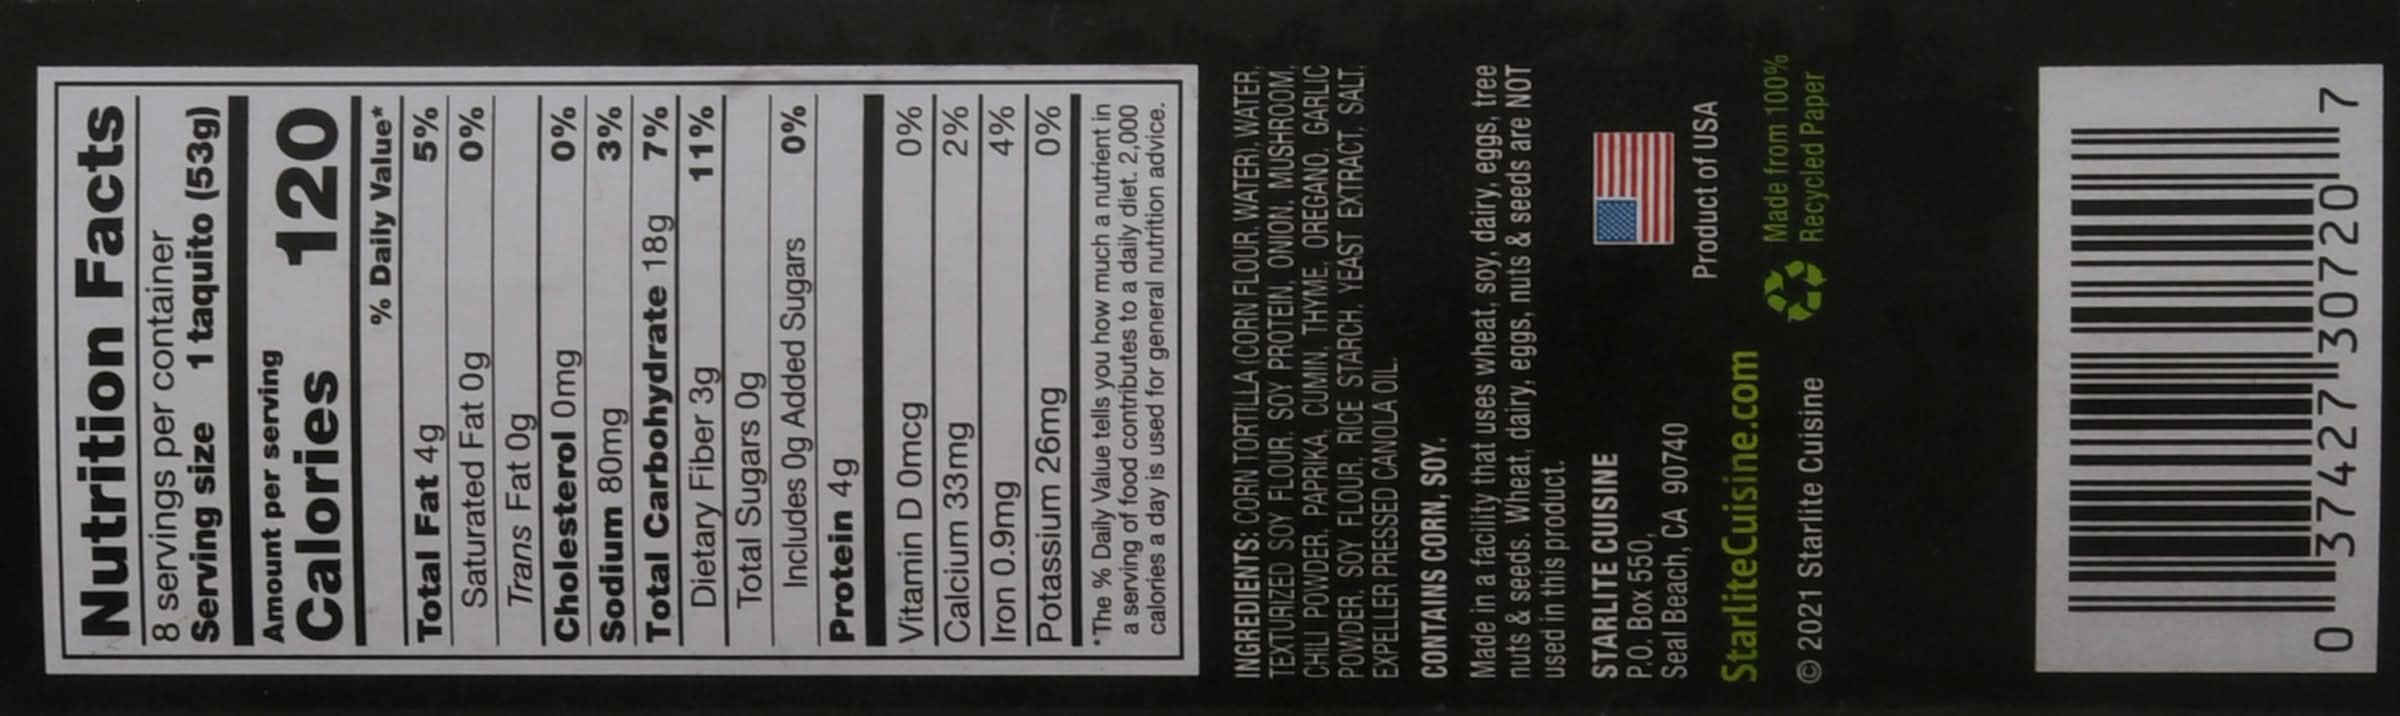 Nutrition Facts
8 servings per container
Serving size 1 taquito (53g)
Amount per serving
Calories 120
% Daily Value*
Total Fat 4g 5%
Saturated Fat 0g 0%
Trans Fat 0g
Cholesterol 0mg 0%
Sodium 80mg 3%
Total Carbohydrate 18g 7%
Dietary Fiber 3g 11%
Total Sugars 0g
Includes 0g Added Sugars 0%
Protein 4g
Vitamin D 0mcg 0%
Calcium 33mg 2%
Iron 0.9mg 4%
Potassium 26mg 0%
*The % Daily Value tells you how much a nutrient in
a serving of food contributes to a daily diet. 2,000
calories a day is used for general nutrition advice.
INGREDIENTS: CORN TORTILLA (CORN FLOUR, WATER), WATER,
TEXTURIZED SOY FLOUR, SOY PROTEIN, ONION, MUSHROOM,
CHILI POWDER, PAPRIKA, CUMIN, THYME, OREGANO, GARLIC
POWDER, SOY FLOUR, RICE STARCH, YEAST EXTRACT, SALT,
EXPELLER PRESSED CANOLA OIL.
CONTAINS CORN, SOY.
Made in a facility that uses wheat, soy, dairy, eggs, tree
nuts & seeds. Wheat, dairy, eggs, nuts & seeds are NOT
used in this product.
STARLITE CUISINE
P.O. Box 550,
Seal Beach, CA 90740
Product of USA
StarliteCuisine.com
© 2021 Starlite Cuisine
Made from 100%
Recycled Paper
0 37427 30720 7